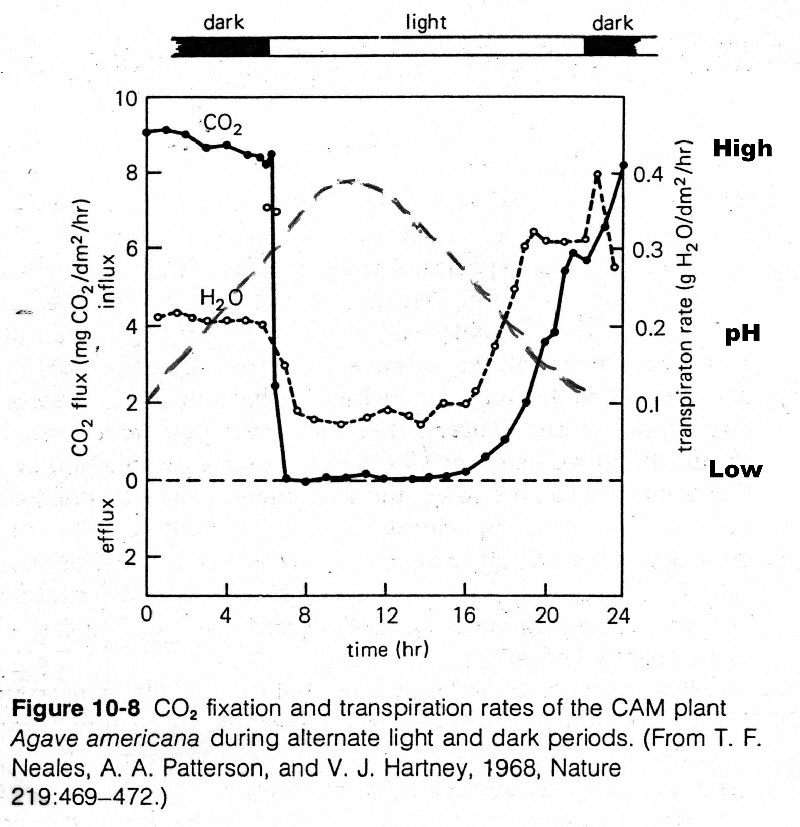 dark light dark
10
CO₂
High
8
0.4
6
0.3
H₂O
4
0.2
pH
2
0.1
Low
0
2
CO₂ flux (mg CO₂/dm²/hr)
efflux influx
transpiraton rate (g H₂O/dm²/hr)
0 4 8 12 16 20 24
time (hr)
Figure 10-8 CO₂ fixation and transpiration rates of the CAM plant
Agave americana during alternate light and dark periods. (From T. F.
Neales, A. A. Patterson, and V. J. Hartney, 1968, Nature
219:469–472.)